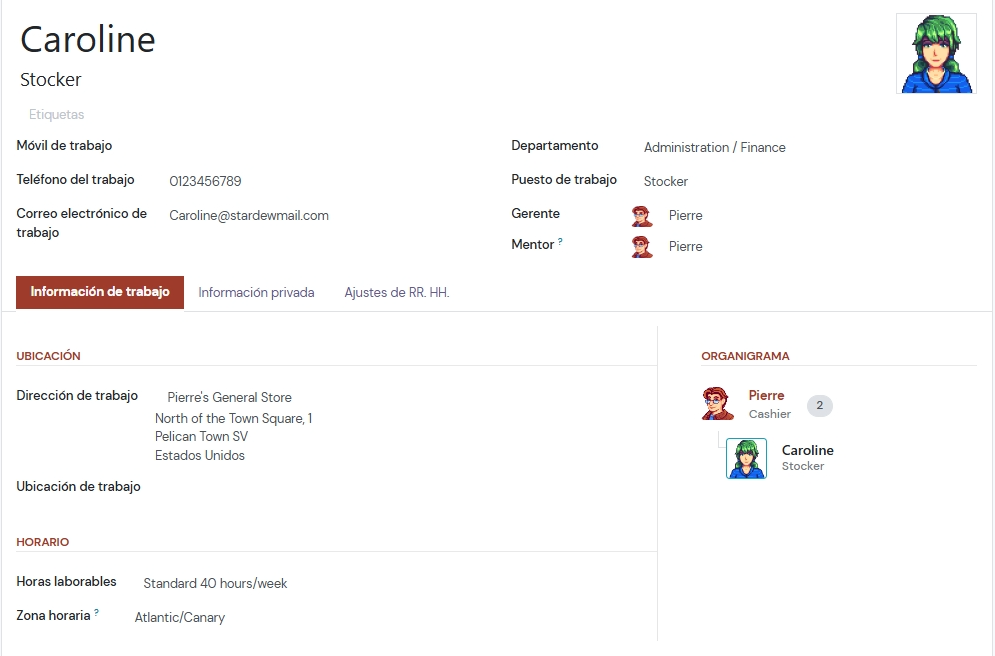 Caroline
Stocker
Etiquetas
Móvil de trabajo
Teléfono del trabajo 0123456789
Correo electrónico de trabajo Caroline@stardewmail.com
Departamento Administration / Finance
Puesto de trabajo Stocker
Gerente Pierre
Mentor ? Pierre
Información de trabajo Información privada Ajustes de RR. HH.
UBICACIÓN
Dirección de trabajo Pierre's General Store
North of the Town Square, 1
Pelican Town SV
Estados Unidos
Ubicación de trabajo
HORARIO
Horas laborables Standard 40 hours/week
Zona horaria ? Atlantic/Canary
ORGANIGRAMA
Pierre
Cashier 2
Caroline
Stocker